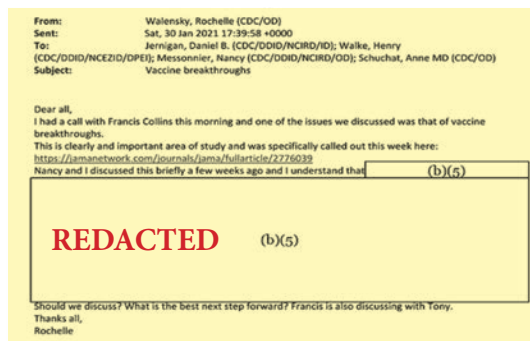 From: Walensky, Rochelle (CDC/OD)
Sent: Sat, 30 Jan 2021 17:39:58 +0000
To: Jernigan, Daniel B. (CDC/DDID/NCIRD/ID); Walke, Henry
(CDC/DDID/NCEZID/DPEI); Messonnier, Nancy (CDC/DDID/NCIRD/OD); Schuchat, Anne MD (CDC/OD)
Subject: Vaccine breakthroughs
Dear all,
I had a call with Francis Collins this morning and one of the issues we discussed was that of vaccine
breakthroughs.
This is clearly and important area of study and was specifically called out this week here:
https://jamanetwork.com/journals/jama/fullarticle/2776039
Nancy and I discussed this briefly a few weeks ago and I understand that (b)(5)
REDACTED (b)(5)
Should we discuss? What is the best next step forward? Francis is also discussing with Tony.
Thanks all,
Rochelle